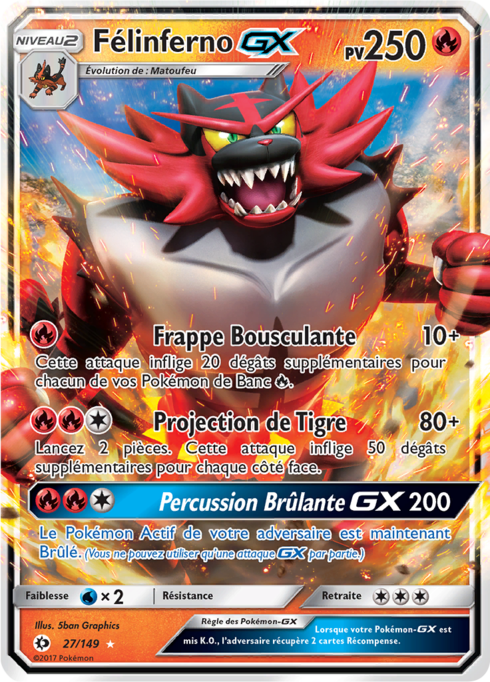 NIVEAU2 Félinferno GX PV250
Évolution de : Matoufeu
Frappe Bousculante 10+
Cette attaque inflige 20 dégâts supplémentaires pour
chacun de vos Pokémon de Banc.
Projection de Tigre 80+
Lancez 2 pièces. Cette attaque inflige 50 dégâts
supplémentaires pour chaque côté face.
Percussion Brûlante GX 200
Le Pokémon Actif de votre adversaire est maintenant
Brûlé. (Vous ne pouvez utiliser qu'une attaque GX par partie.)
Faiblesse ×2 Résistance Retraite
Illus. 5ban Graphics
27/149
©2017 Pokémon
Règle des Pokémon-GX
Lorsque votre Pokémon-GX est
mis K.O., l'adversaire récupère 2 cartes Récompense.